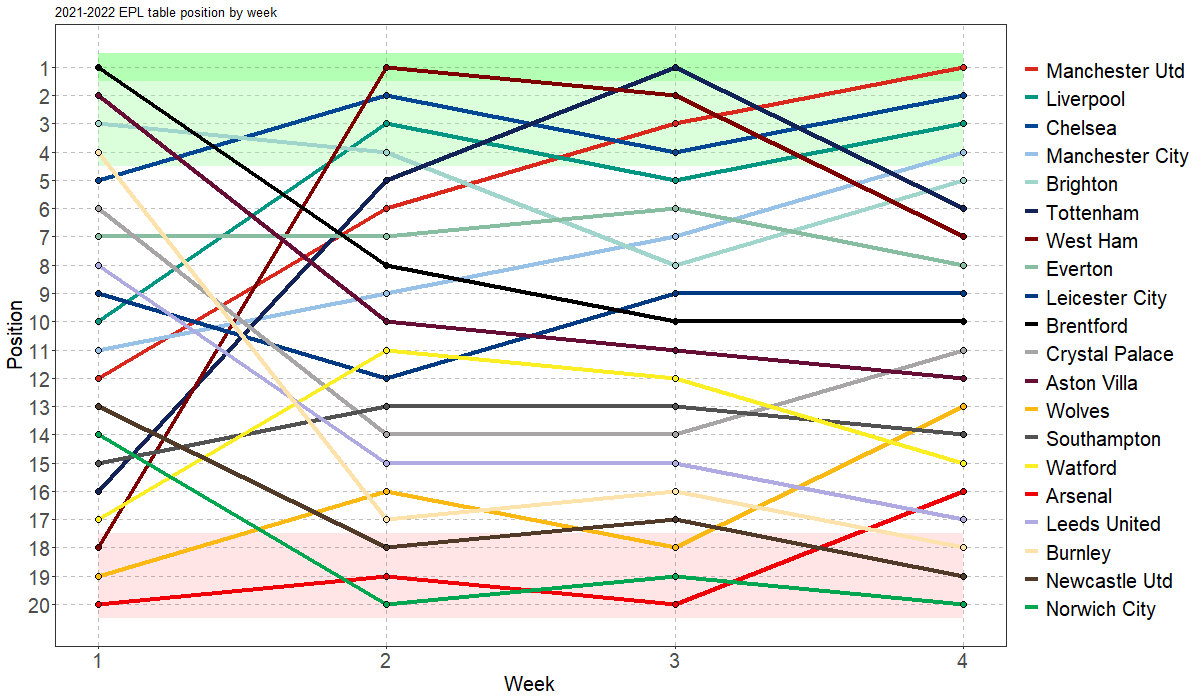 2021-2022 EPL table position by week
Position
1
2
3
4
5
6
7
8
9
10
11
12
13
14
15
16
17
18
19
20
1 2 3 4
Week
Manchester Utd
Liverpool
Chelsea
Manchester City
Brighton
Tottenham
West Ham
Everton
Leicester City
Brentford
Crystal Palace
Aston Villa
Wolves
Southampton
Watford
Arsenal
Leeds United
Burnley
Newcastle Utd
Norwich City